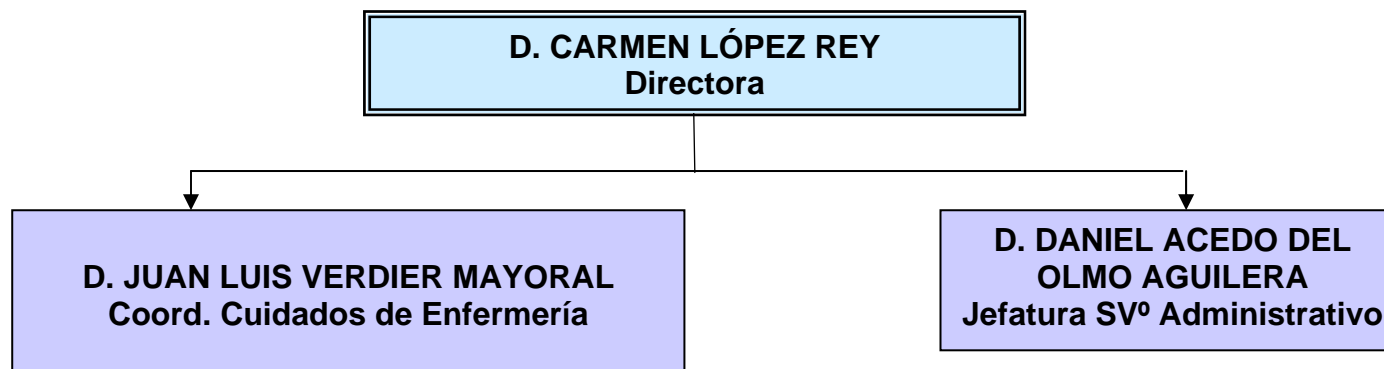 D. CARMEN LÓPEZ REY
Directora
D. JUAN LUIS VERDIER MAYORAL
Coord. Cuidados de Enfermería
D. DANIEL ACEDO DEL
OLMO AGUILERA
Jefatura SVº Administrativo